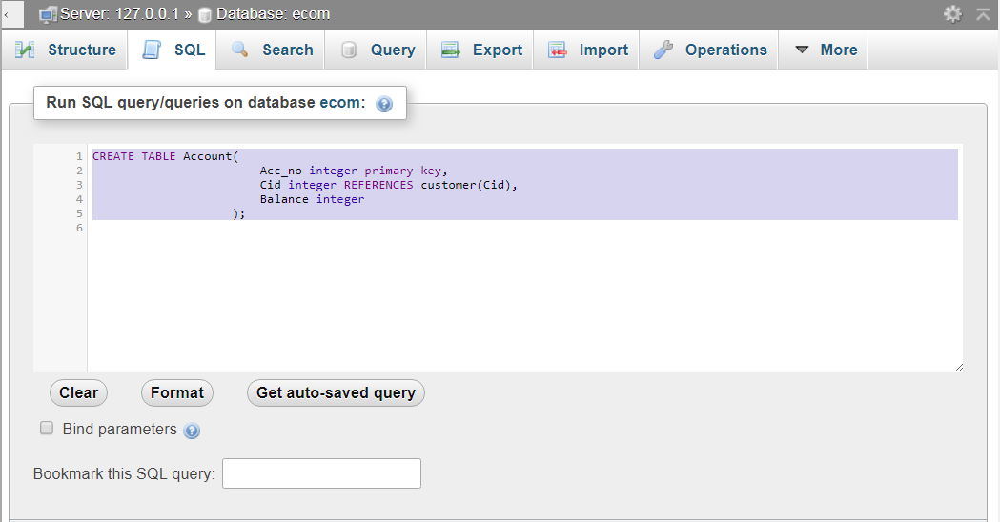 Server: 127.0.0.1 » Database: ecom
Structure SQL Search Query Export Import Operations More
Run SQL query/queries on database ecom:
1 CREATE TABLE Account(
2 Acc_no integer primary key,
3 Cid integer REFERENCES customer(Cid),
4 Balance integer
5 );
6
Clear Format Get auto-saved query
Bind parameters
Bookmark this SQL query: